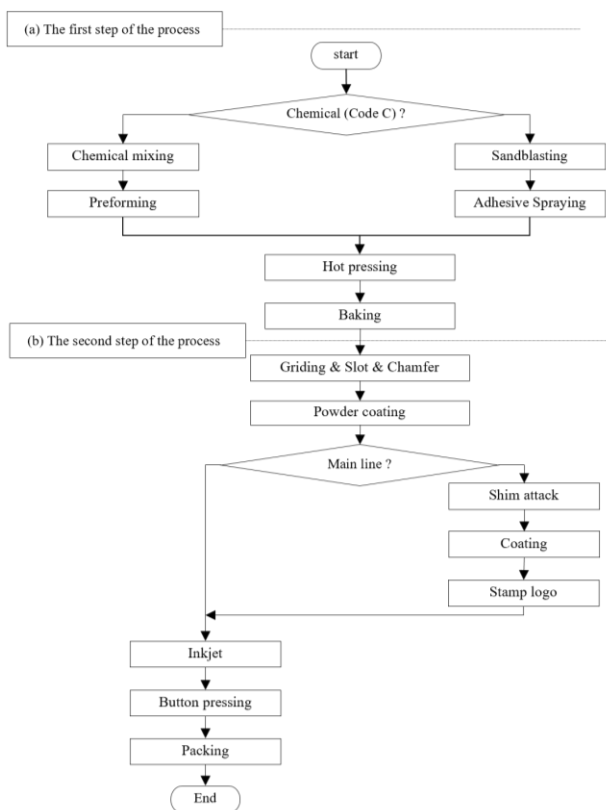 (a) The first step of the process
start
Chemical (Code C) ?
Chemical mixing
Sandblasting
Preforming
Adhesive Spraying
Hot pressing
Baking
(b) The second step of the process
Griding & Slot & Chamfer
Powder coating
Main line ?
Shim attack
Coating
Stamp logo
Inkjet
Button pressing
Packing
End